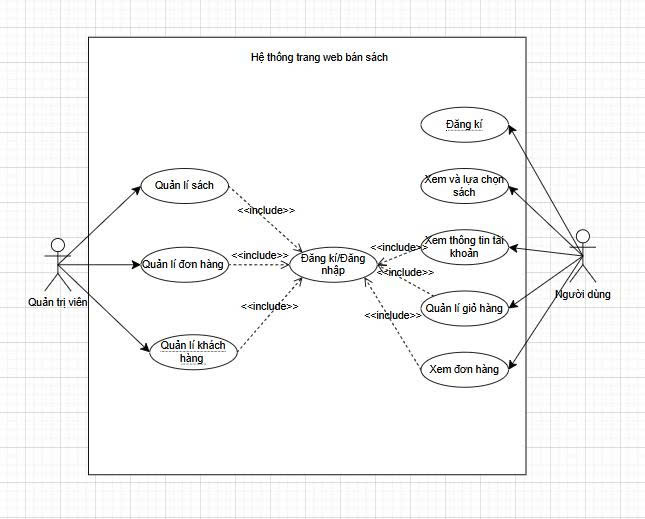 Hệ thông trang web bán sách
Đăng kí
Quản lí sách
Xem và lựa chọn
sách
<<include>>
Quản lí đơn hàng
<<include>>
Đăng kí/Đăng
nhập
<<include>>
Xem thông tin tài
khoản
<<include>>
Quản trị viên
Người dùng
<<include>>
Quản lí giỏ hàng
<<include>>
Quản lí khách
hàng
Xem đơn hàng